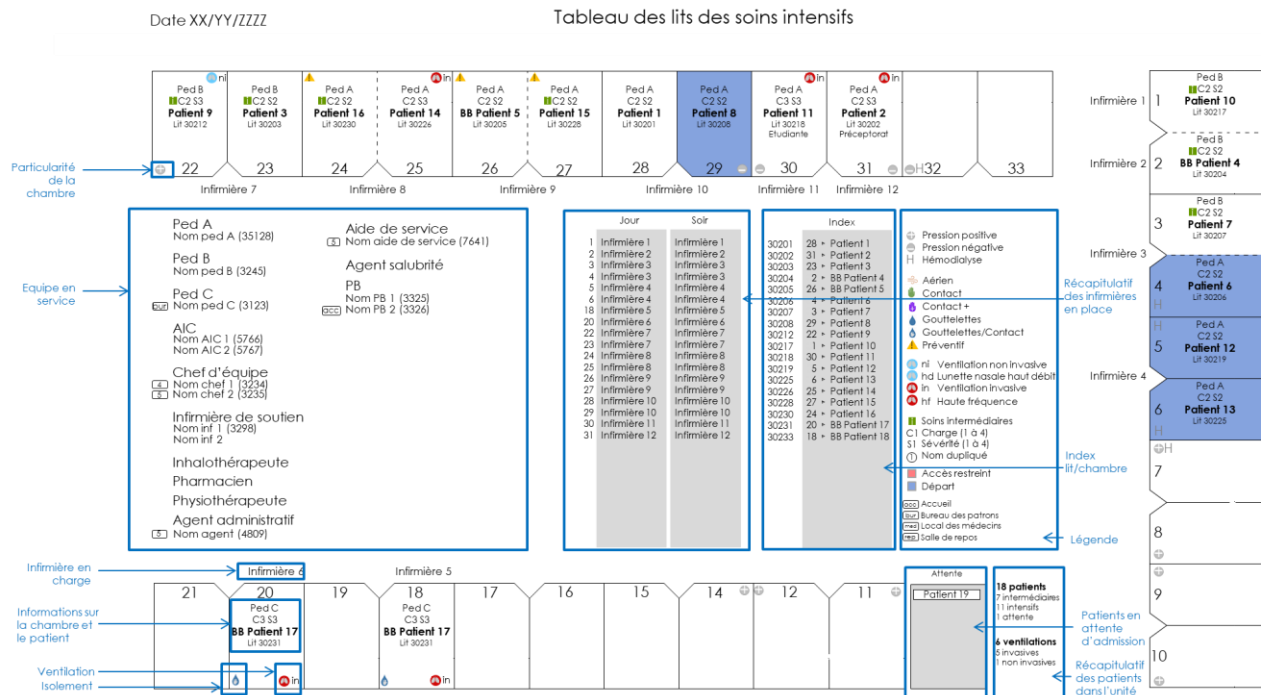 Date XX/YY/ZZZZ
Tableau des lits des soins intensifs
ni
Ped B
C2 S3
Patient 9
Lit 30212
22
Ped B
C2 S2
Patient 3
Lit 30203
23
Ped A
C2 S2
Patient 16
Lit 30230
24
in
Ped A
C2 S3
Patient 14
Lit 30226
25
Ped A
C2 S2
BB Patient 5
Lit 30205
26
Ped A
C2 S2
Patient 15
Lit 30228
27
Ped A
C2 S2
Patient 1
Lit 30201
28
Ped A
C2 S2
Patient 8
Lit 30208
29
in
Ped A
C3 S3
Patient 11
Lit 30218
Etudiante
30
in
Ped A
C2 S3
Patient 2
Lit 30202
Préceptorat
31
H
32
33
Infirmière 7
Infirmière 8
Infirmière 9
Infirmière 10
Infirmière 11
Infirmière 12
Particularité
de la
chambre
Equipe en
service
Ped A
Nom ped A (35128)
Ped B
Nom ped B (3245)
Ped C
bur Nom ped C (3123)
AIC
Nom AIC 1 (5766)
Nom AIC 2 (5767)
Chef d'équipe
4 Nom chef 1 (3234)
5 Nom chef 2 (3235)
Infirmière de soutien
Nom inf 1 (3298)
Nom inf 2
Inhalothérapeute
Pharmacien
Physiothérapeute
Agent administratif
5 Nom agent (4809)
Aide de service
5 Nom aide de service (7641)
Agent salubrité
PB
Nom PB 1 (3325)
acc Nom PB 2 (3326)
Jour Soir
1 Infirmière 1 Infirmière 1
2 Infirmière 2 Infirmière 2
3 Infirmière 3 Infirmière 3
4 Infirmière 3 Infirmière 3
5 Infirmière 4 Infirmière 4
6 Infirmière 4 Infirmière 4
18 Infirmière 5 Infirmière 5
20 Infirmière 6 Infirmière 6
22 Infirmière 7 Infirmière 7
23 Infirmière 7 Infirmière 7
24 Infirmière 8 Infirmière 8
25 Infirmière 8 Infirmière 8
26 Infirmière 9 Infirmière 9
27 Infirmière 9 Infirmière 9
28 Infirmière 10 Infirmière 10
29 Infirmière 10 Infirmière 10
30 Infirmière 11 Infirmière 11
31 Infirmière 12 Infirmière 12
Index
30201 28 ▸ Patient 1
30202 31 ▸ Patient 2
30203 23 ▸ Patient 3
30204 2 ▸ BB Patient 4
30205 26 ▸ BB Patient 5
30206 4 ▸ Patient 6
30207 3 ▸ Patient 7
30208 29 ▸ Patient 8
30212 22 ▸ Patient 9
30217 1 ▸ Patient 10
30218 30 ▸ Patient 11
30219 5 ▸ Patient 12
30225 6 ▸ Patient 13
30226 25 ▸ Patient 14
30228 27 ▸ Patient 15
30230 24 ▸ Patient 16
30231 20 ▸ BB Patient 17
30233 18 ▸ BB Patient 18
Pression positive
Pression négative
H Hémodialyse
Aérien
Contact
Contact +
Gouttelettes
Gouttelettes/Contact
Préventif
ni Ventilation non invasive
hd Lunette nasale haut débit
in Ventilation invasive
hf Haute fréquence
Soins intermédiaires
C1 Charge (1 à 4)
S1 Sévérité (1 à 4)
1 Nom dupliqué
Accès restreint
Départ
acc Accueil
bur Bureau des patrons
med Local des médecins
rep Salle de repos
Récapitulatif
des infirmières
en place
Index
lit/chambre
Légende
Infirmière 1
1
Ped B
C2 S2
Patient 10
Lit 30217
Infirmière 2
2
Ped B
C2 S2
BB Patient 4
Lit 30204
3
Ped B
C2 S2
Patient 7
Lit 30207
Infirmière 3
4
Ped A
C2 S2
Patient 6
Lit 30206
H
H
5
Ped A
C2 S2
Patient 12
Lit 30219
Infirmière 4
6
Ped A
C2 S2
Patient 13
Lit 30225
H
H
7
8
9
10
Infirmière en
charge
Infirmière 6
Infirmière 5
Informations sur
la chambre et
le patient
Ventilation
Isolement
21
20
Ped C
C3 S3
BB Patient 17
Lit 30231
in
19
18
Ped C
C3 S3
BB Patient 17
Lit 30231
in
17
16
15
14
12
11
Attente
Patient 19
18 patients
7 intermédiaires
11 intensifs
1 attente
6 ventilations
5 invasives
1 non invasives
Patients en
attente
d'admission
Récapitulatif
des patients
dans l'unité